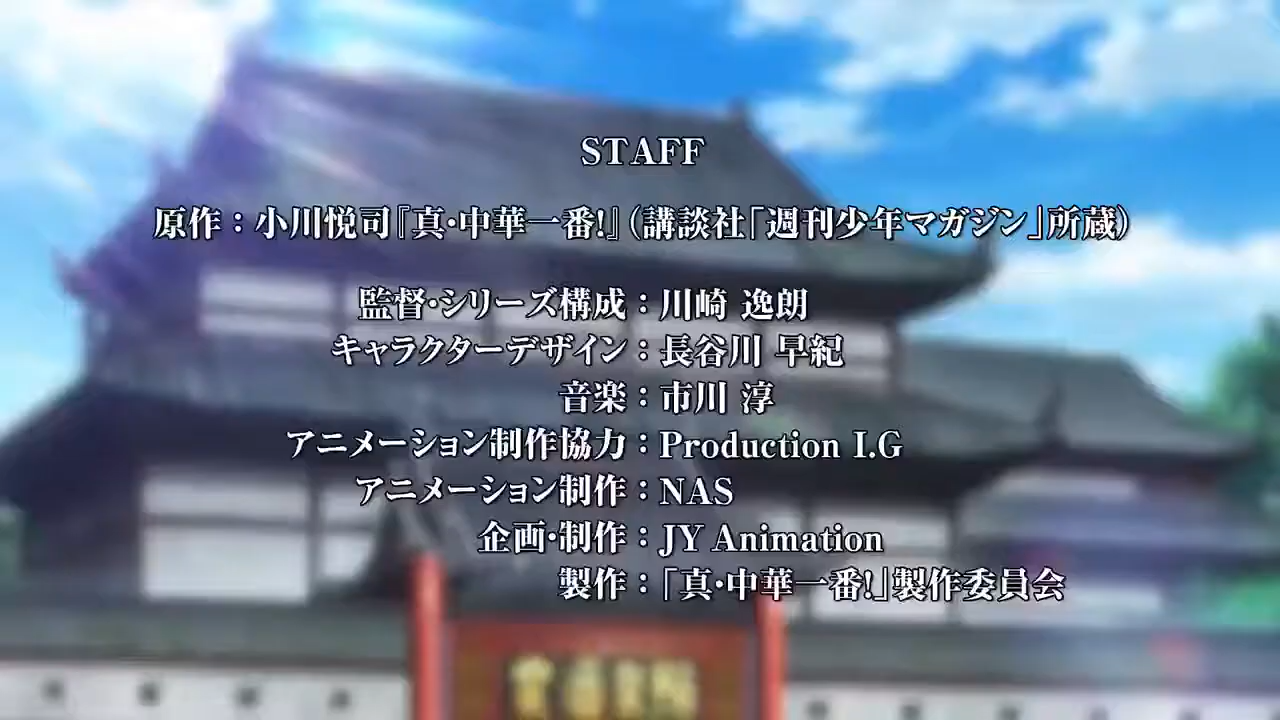 STAFF
原作：小川悦司『真・中華一番！』（講談社「週刊少年マガジン」所蔵）
監督・シリーズ構成：川崎 逸朗
キャラクターデザイン：長谷川 早紀
音楽：市川 淳
アニメーション制作協力：Production I.G
アニメーション制作：NAS
企画・制作：JY Animation
製作：「真・中華一番！」製作委員会